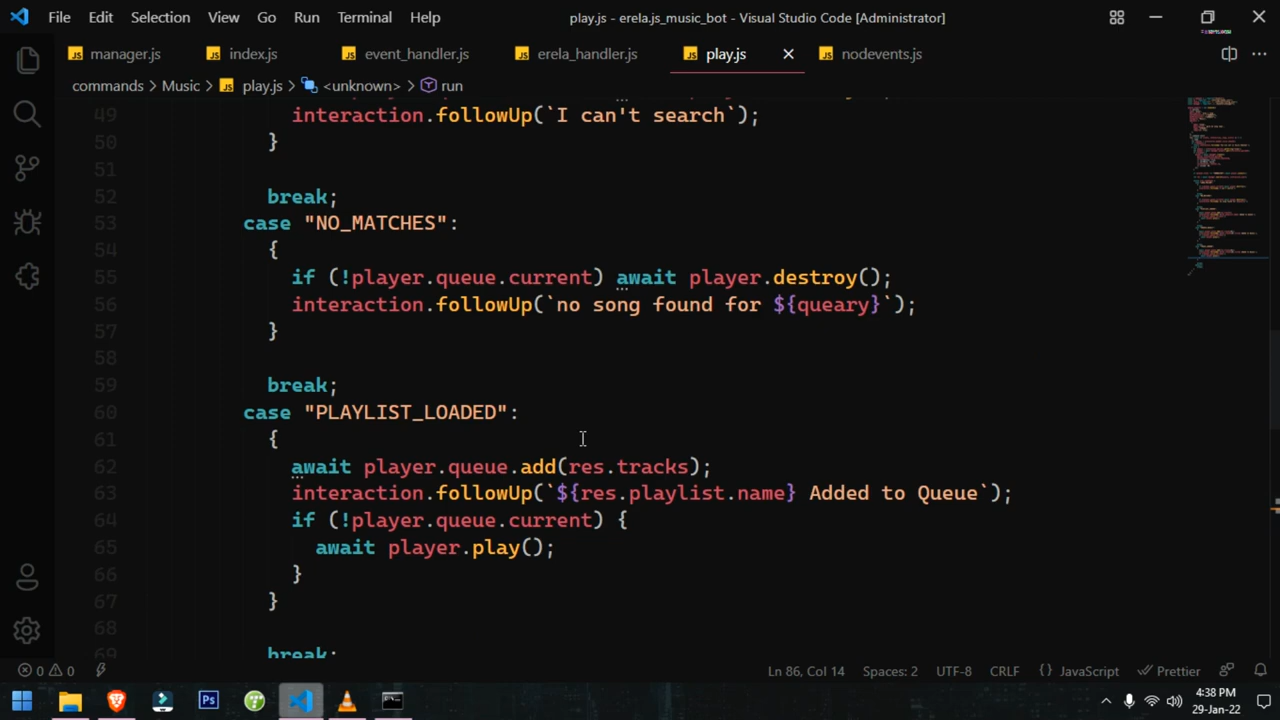 File Edit Selection View Go Run Terminal Help play.js - erela.js_music_bot - Visual Studio Code [Administrator]
manager.js index.js event_handler.js erela_handler.js play.js nodevents.js
commands > Music > play.js > <unknown> > run
49 interaction.followUp(`I can't search`);
50 }
51
52 break;
53 case "NO_MATCHES":
54 {
55 if (!player.queue.current) await player.destroy();
56 interaction.followUp(`no song found for ${queary}`);
57 }
58
59 break;
60 case "PLAYLIST_LOADED":
61 {
62 await player.queue.add(res.tracks);
63 interaction.followUp(`${res.playlist.name} Added to Queue`);
64 if (!player.queue.current) {
65 await player.play();
66 }
67 }
68
69 break;
0 0 Ln 86, Col 14 Spaces: 2 UTF-8 CRLF {} JavaScript Prettier
Ps 4:38 PM
29-Jan-22